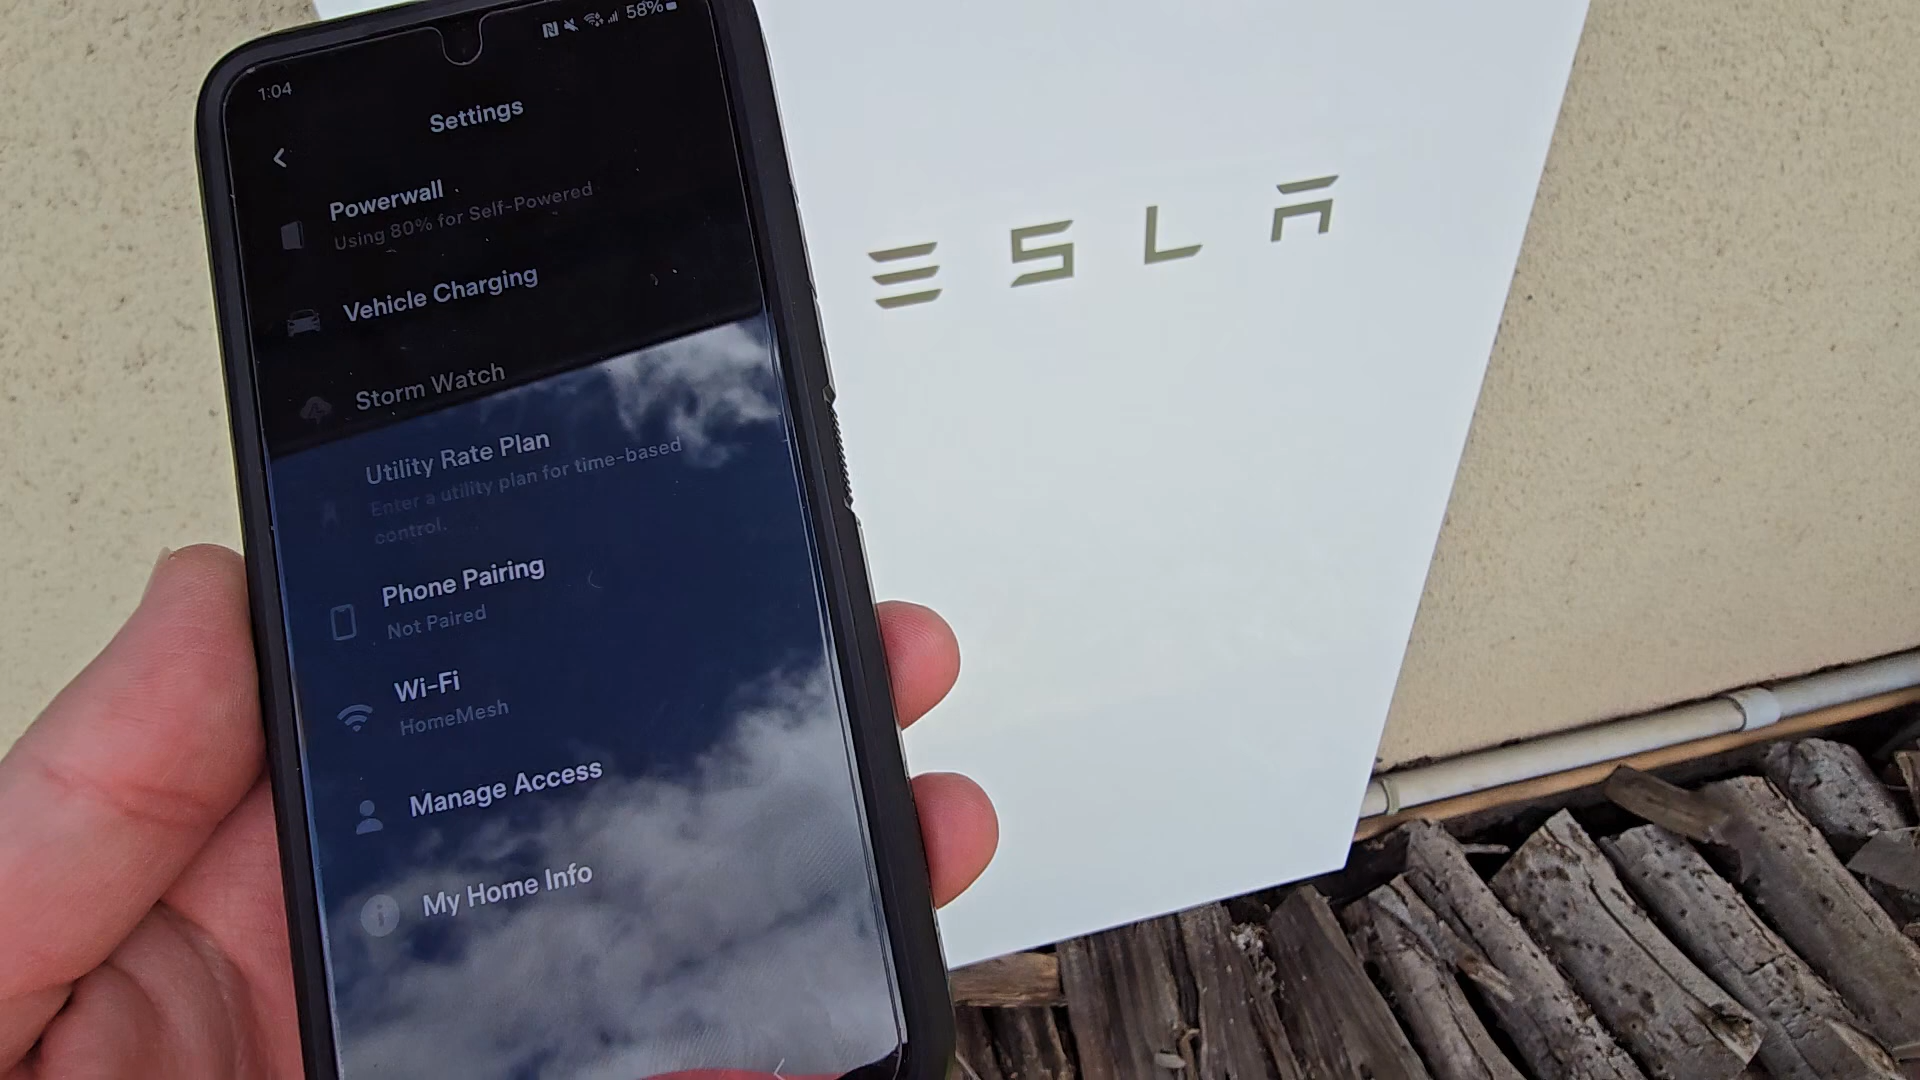 58%
1:04
Settings
Powerwall
Using 80% for Self-Powered
Vehicle Charging
Storm Watch
Utility Rate Plan
Enter a utility plan for time-based
control.
Phone Pairing
Not Paired
Wi-Fi
HomeMesh
Manage Access
My Home Info
ESLA